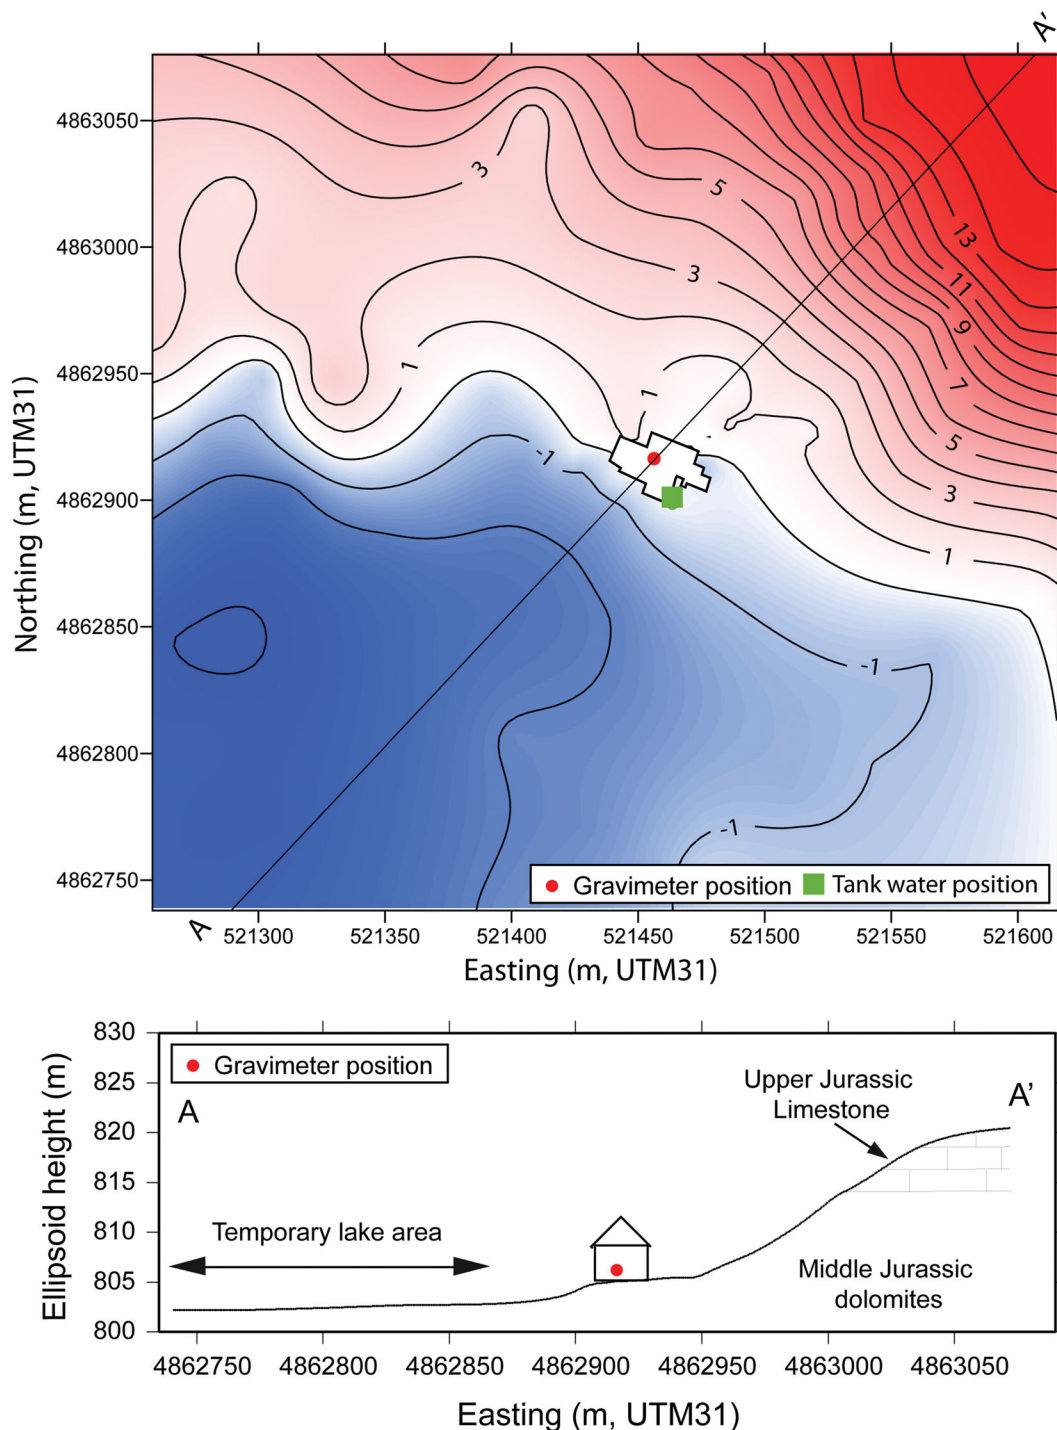 A'
4863050
4863000
4862950
4862900
4862850
4862800
4862750
Northing (m, UTM31)
3
5
3
13
11
9
7
5
3
1
1
1
-1
-1
-1
Gravimeter position
Tank water position
A
521300 521350 521400 521450 521500 521550 521600
Easting (m, UTM31)
830
825
820
815
810
805
800
Ellipsoid height (m)
Gravimeter position
A
A’
Upper Jurassic
Limestone
Temporary lake area
Middle Jurassic
dolomites
4862750 4862800 4862850 4862900 4862950 4863000 4863050
Easting (m, UTM31)